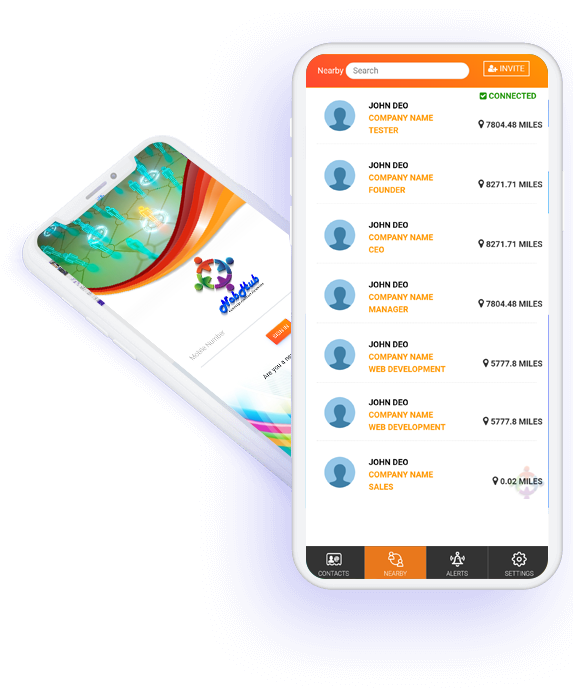 Nearby
Search
INVITE
CONNECTED
JOHN DEO
COMPANY NAME
TESTER
7804.48 MILES
JOHN DEO
COMPANY NAME
FOUNDER
8271.71 MILES
JOHN DEO
COMPANY NAME
CEO
8271.71 MILES
JOHN DEO
COMPANY NAME
MANAGER
7804.48 MILES
JOHN DEO
COMPANY NAME
WEB DEVELOPMENT
5777.8 MILES
JOHN DEO
COMPANY NAME
WEB DEVELOPMENT
5777.8 MILES
JOHN DEO
COMPANY NAME
SALES
0.02 MILES
CONTACTS
NEARBY
ALERTS
SETTINGS
MobHub
Mobile Number
SIGN IN
Are you a ne